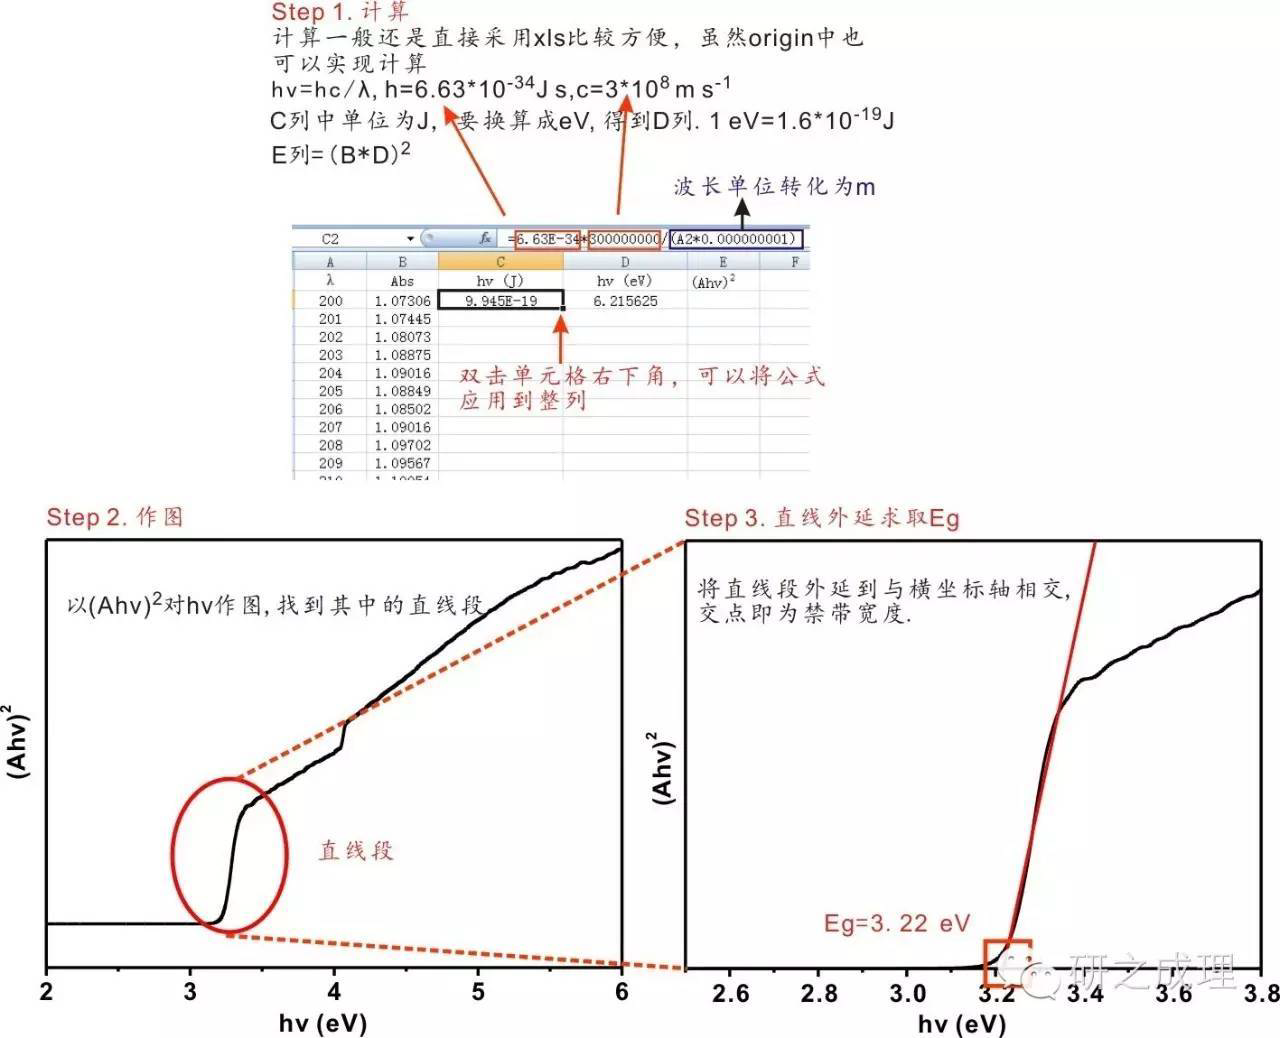 Step 1. 计算
计算一般还是直接采用xls比较方便，虽然origin中也
可以实现计算
hv=hc/λ, h=6.63*10-34J s,c=3*108 m s-1
C列中单位为J, 要换算成eV, 得到D列. 1 eV=1.6*10-19J
E列=(B*D)2
波长单位转化为m
C2 fx =6.63E-34*300000000/(A2*0.000000001)
A B C D E F
λ Abs hv (J) hv (eV) (Ahv)2
200 1.07306 9.945E-19 6.215625
201 1.07445
202 1.08073
203 1.08875
204 1.09016
205 1.08849
206 1.08502
207 1.09016
208 1.09702
209 1.09567
双击单元格右下角，可以将公式
应用到整列
Step 2. 作图
以(Ahv)2对hv作图,找到其中的直线段
直线段
(Ahv)2
2 3 4 5 6
hv (eV)
Step 3. 直线外延求取Eg
将直线段外延到与横坐标轴相交,
交点即为禁带宽度.
Eg=3.22 eV
(Ahv)2
2.6 2.8 3.0 3.2 3.4 3.6 3.8
hv (eV)
研之成理